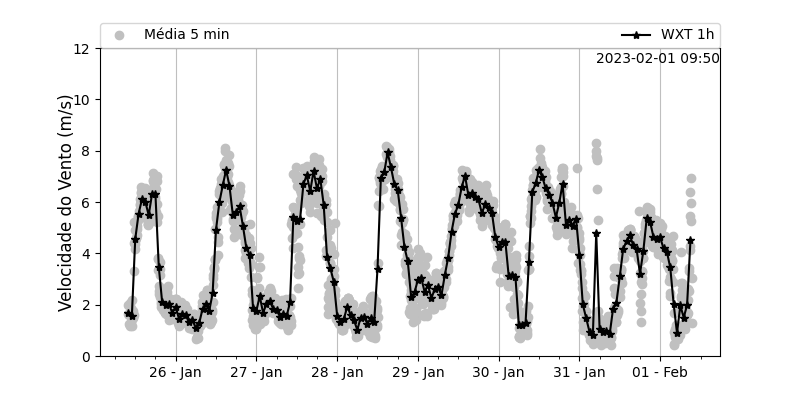 Média 5 min WXT 1h
2023-02-01 09:50
Velocidade do Vento (m/s)
12
10
8
6
4
2
0
26 - Jan 27 - Jan 28 - Jan 29 - Jan 30 - Jan 31 - Jan 01 - Feb